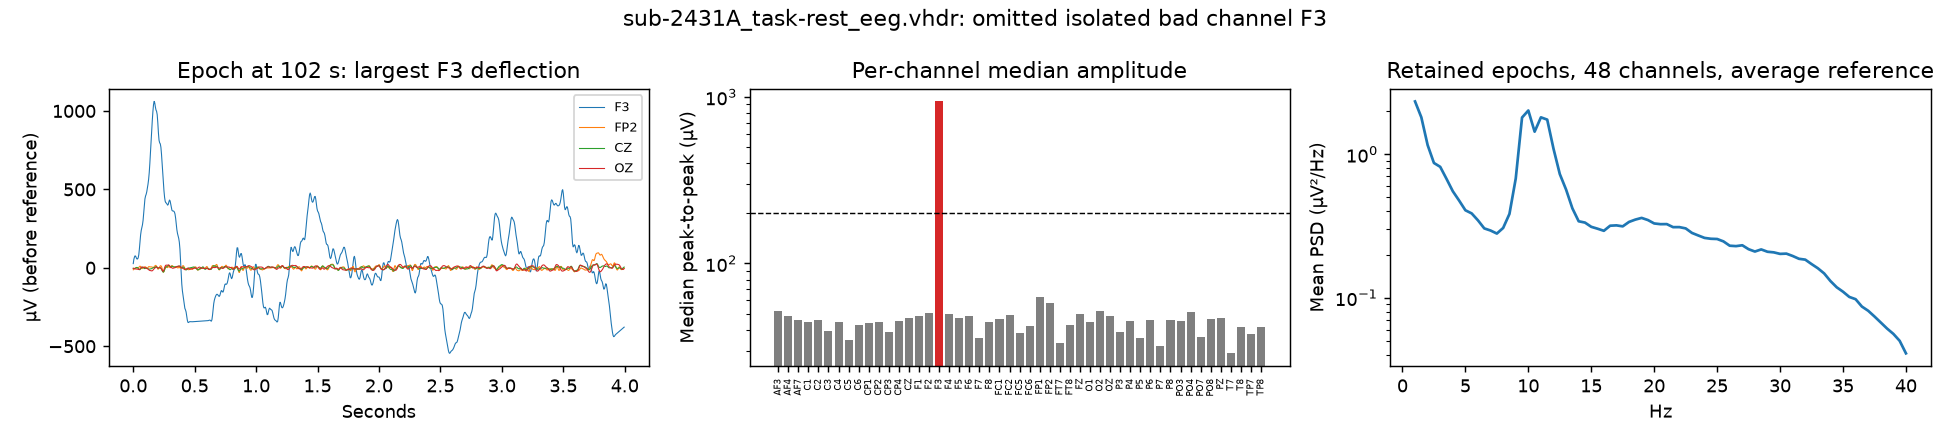 sub-2431A_task-rest_eeg.vhdr: omitted isolated bad channel F3
Epoch at 102 s: largest F3 deflection
µV (before reference)
1000
500
0
−500
F3
FP2
CZ
OZ
0.0 0.5 1.0 1.5 2.0 2.5 3.0 3.5 4.0
Seconds
Per-channel median amplitude
Median peak-to-peak (µV)
10³
10²
AF3 AF4 AF7 C1 C2 C3 C4 C5 C6 CP1 CP2 CP3 CP4 CZ F1 F2 F3 F4 F5 F6 F7 F8 FC1 FC2 FC5 FC6 FP1 FP2 FT7 FT8 FZ O1 O2 OZ P3 P4 P5 P6 P7 P8 PO3 PO4 PO7 PO8 PZ T7 T8 TP7 TP8
Retained epochs, 48 channels, average reference
Mean PSD (µV²/Hz)
10⁰
10⁻¹
0 5 10 15 20 25 30 35 40
Hz